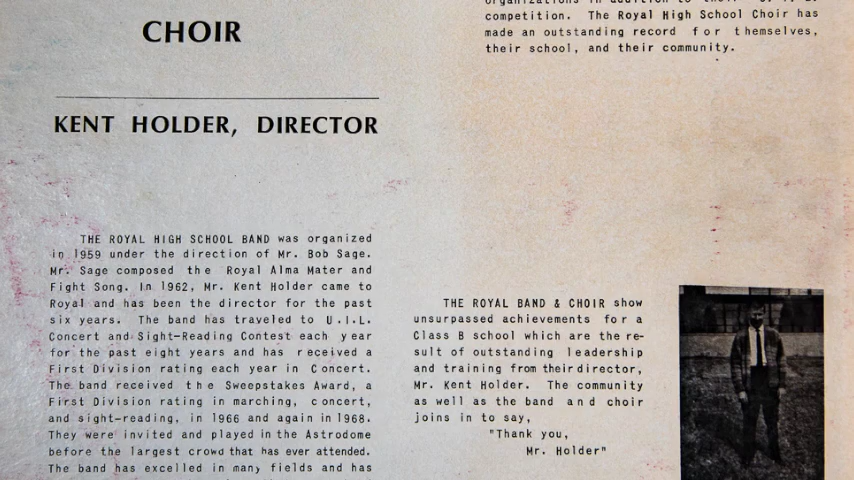 CHOIR
KENT HOLDER, DIRECTOR
THE ROYAL HIGH SCHOOL BAND was organized
in 1959 under the direction of Mr. Bob Sage.
Mr. Sage composed the Royal Alma Mater and
Fight Song. In 1962, Mr. Kent Holder came to
Royal and has been the director for the past
six years. The band has traveled to U.I.L.
Concert and Sight-Reading Contest each year
for the past eight years and has received a
First Division rating each year in Concert.
The band received the Sweepstakes Award, a
First Division rating in marching, concert,
and sight-reading, in 1966 and again in 1968.
They were invited and played in the Astrodome
before the largest crowd that has ever attended.
The band has excelled in many fields and has
organizations in addition to their U. I. L.
competition. The Royal High School Choir has
made an outstanding record for themselves,
their school, and their community.
THE ROYAL BAND & CHOIR show
unsurpassed achievements for a
Class B school which are the re-
sult of outstanding leadership
and training from their director,
Mr. Kent Holder. The community
as well as the band and choir
joins in to say,
"Thank you,
Mr. Holder"